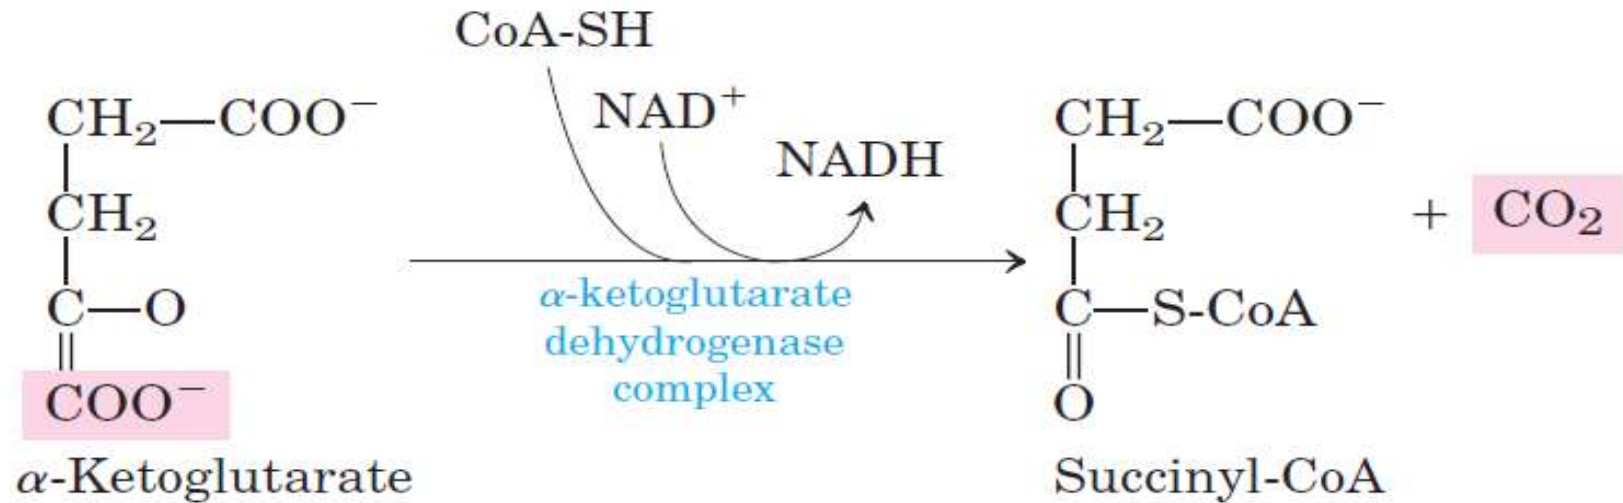 CoA-SH
NAD⁺
NADH
CH₂—COO⁻
CH₂
C—O
COO⁻
α-Ketoglutarate
α-ketoglutarate
dehydrogenase
complex
CH₂—COO⁻
CH₂
C—S-CoA
O
Succinyl-CoA
+ CO₂